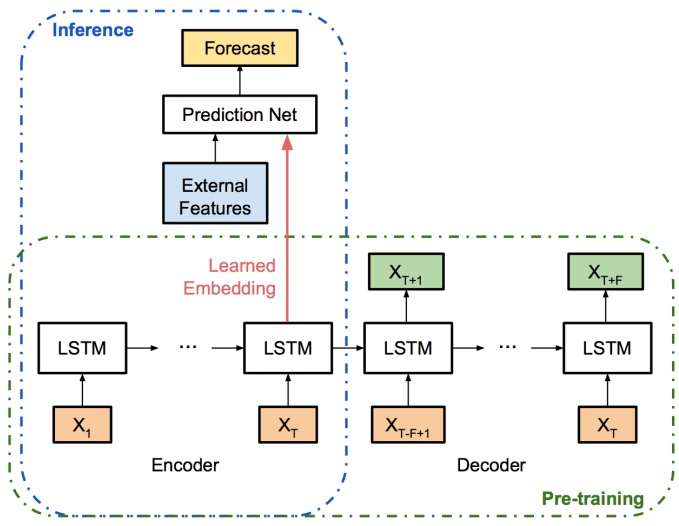 Inference
Forecast
Prediction Net
External
Features
Learned
Embedding
X_{T+1}
X_{T+F}
LSTM
...
LSTM
LSTM
...
LSTM
X_1
X_T
X_{T-F+1}
X_T
Encoder
Decoder
Pre-training